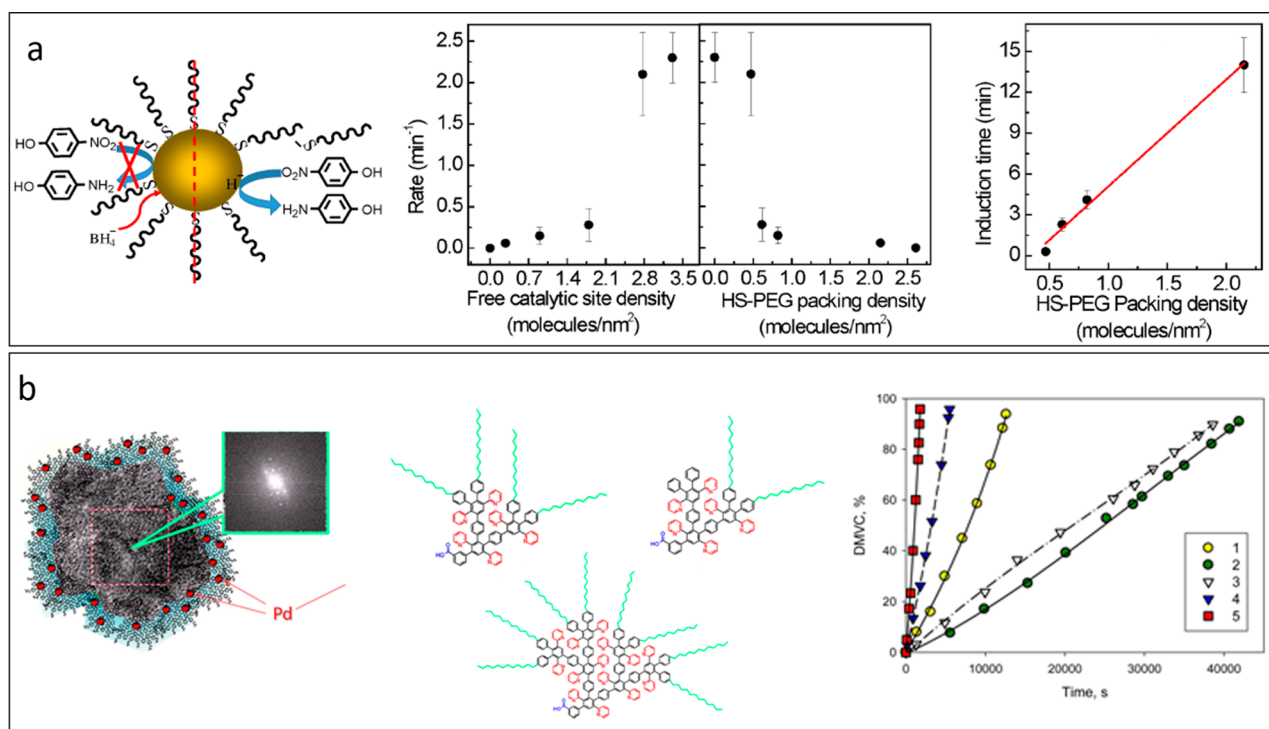 a
HO
NO₂
HO
NH₂
BH₄⁻
H⁻
O₂N
OH
H₂N
OH
S
S
S
S
S
S
S
S
S
S
Rate (min⁻¹)
2.5
2.0
1.5
1.0
0.5
0.0
0.0 0.7 1.4 2.1 2.8 3.5
Free catalytic site density
(molecules/nm²)
0.0 0.5 1.0 1.5 2.0 2.5
HS-PEG packing density
(molecules/nm²)
Induction time (min)
15
12
9
6
3
0
0.5 1.0 1.5 2.0
HS-PEG Packing density
(molecules/nm²)
b
Pd
HO
O
HO
O
HO
O
DMVC, %
100
80
60
40
20
0
0 10000 20000 30000 40000
Time, s
1
2
3
4
5